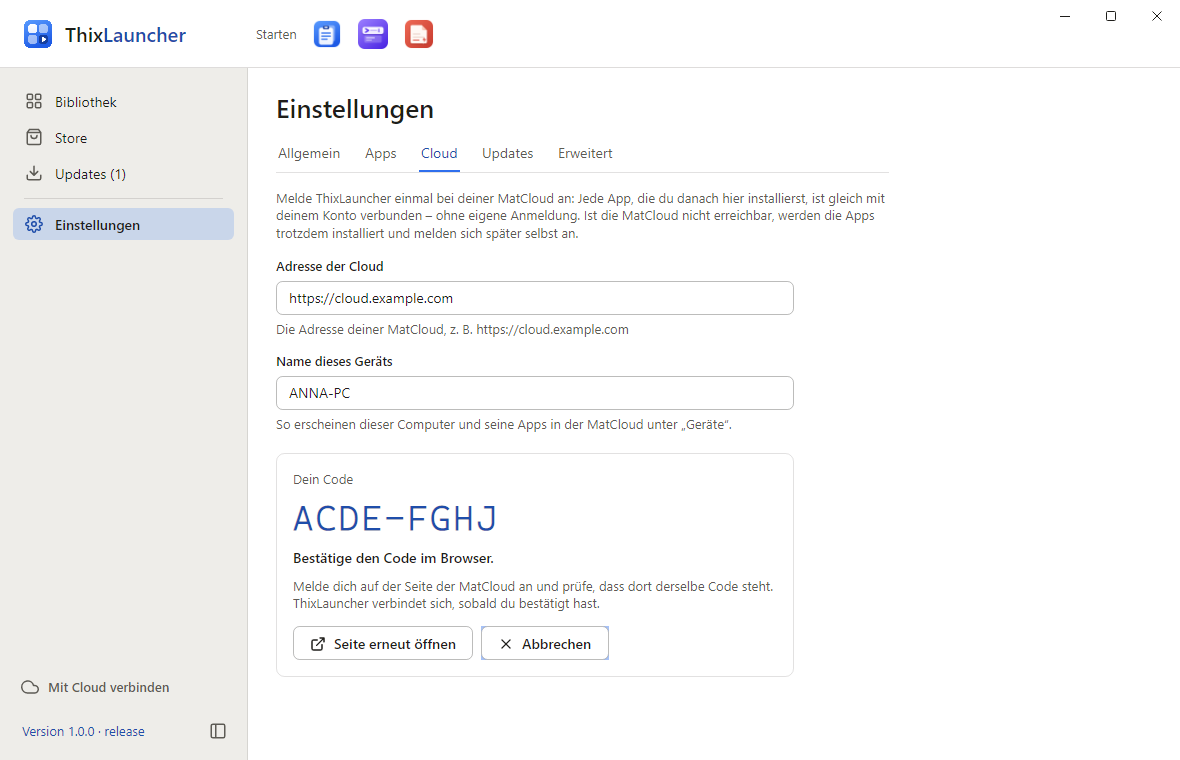 ThixLauncher
Starten
Bibliothek
Store
Updates (1)
Einstellungen
Mit Cloud verbinden
Version 1.0.0 · release
Einstellungen
Allgemein Apps Cloud Updates Erweitert
Melde ThixLauncher einmal bei deiner MatCloud an: Jede App, die du danach hier installierst, ist gleich mit
deinem Konto verbunden – ohne eigene Anmeldung. Ist die MatCloud nicht erreichbar, werden die Apps
trotzdem installiert und melden sich später selbst an.
Adresse der Cloud
https://cloud.example.com
Die Adresse deiner MatCloud, z. B. https://cloud.example.com
Name dieses Geräts
ANNA-PC
So erscheinen dieser Computer und seine Apps in der MatCloud unter „Geräte“.
Dein Code
ACDE-FGHJ
Bestätige den Code im Browser.
Melde dich auf der Seite der MatCloud an und prüfe, dass dort derselbe Code steht.
ThixLauncher verbindet sich, sobald du bestätigt hast.
Seite erneut öffnen
Abbrechen